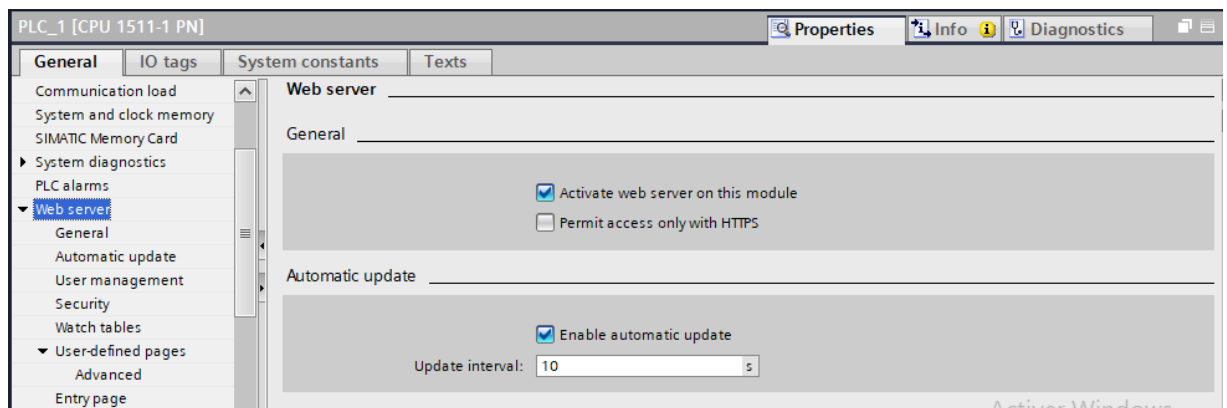 PLC_1 [CPU 1511-1 PN]
Properties
Info
Diagnostics
General
IO tags
System constants
Texts
Communication load
System and clock memory
SIMATIC Memory Card
System diagnostics
PLC alarms
Web server
General
Automatic update
User management
Security
Watch tables
User-defined pages
Advanced
Entry page
Web server
General
Activate web server on this module
Permit access only with HTTPS
Automatic update
Enable automatic update
Update interval: 10 s
Activer Windows